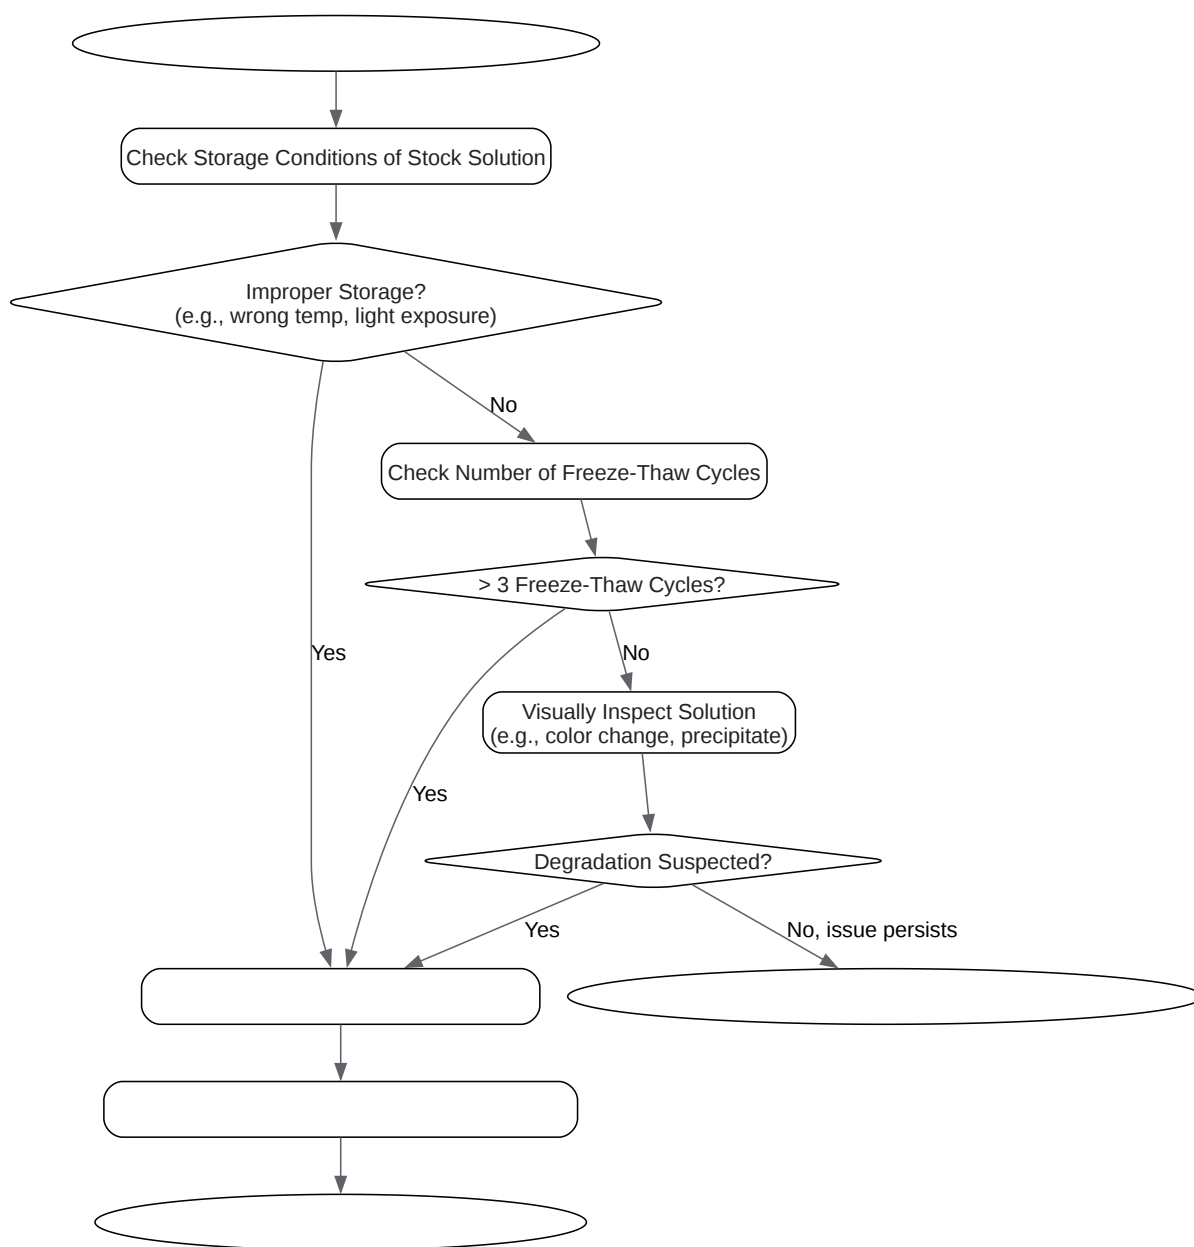 Check Storage Conditions of Stock Solution
Improper Storage?
(e.g., wrong temp, light exposure)
No
Check Number of Freeze-Thaw Cycles
> 3 Freeze-Thaw Cycles?
Yes
No
Visually Inspect Solution
(e.g., color change, precipitate)
Yes
Degradation Suspected?
Yes
No, issue persists